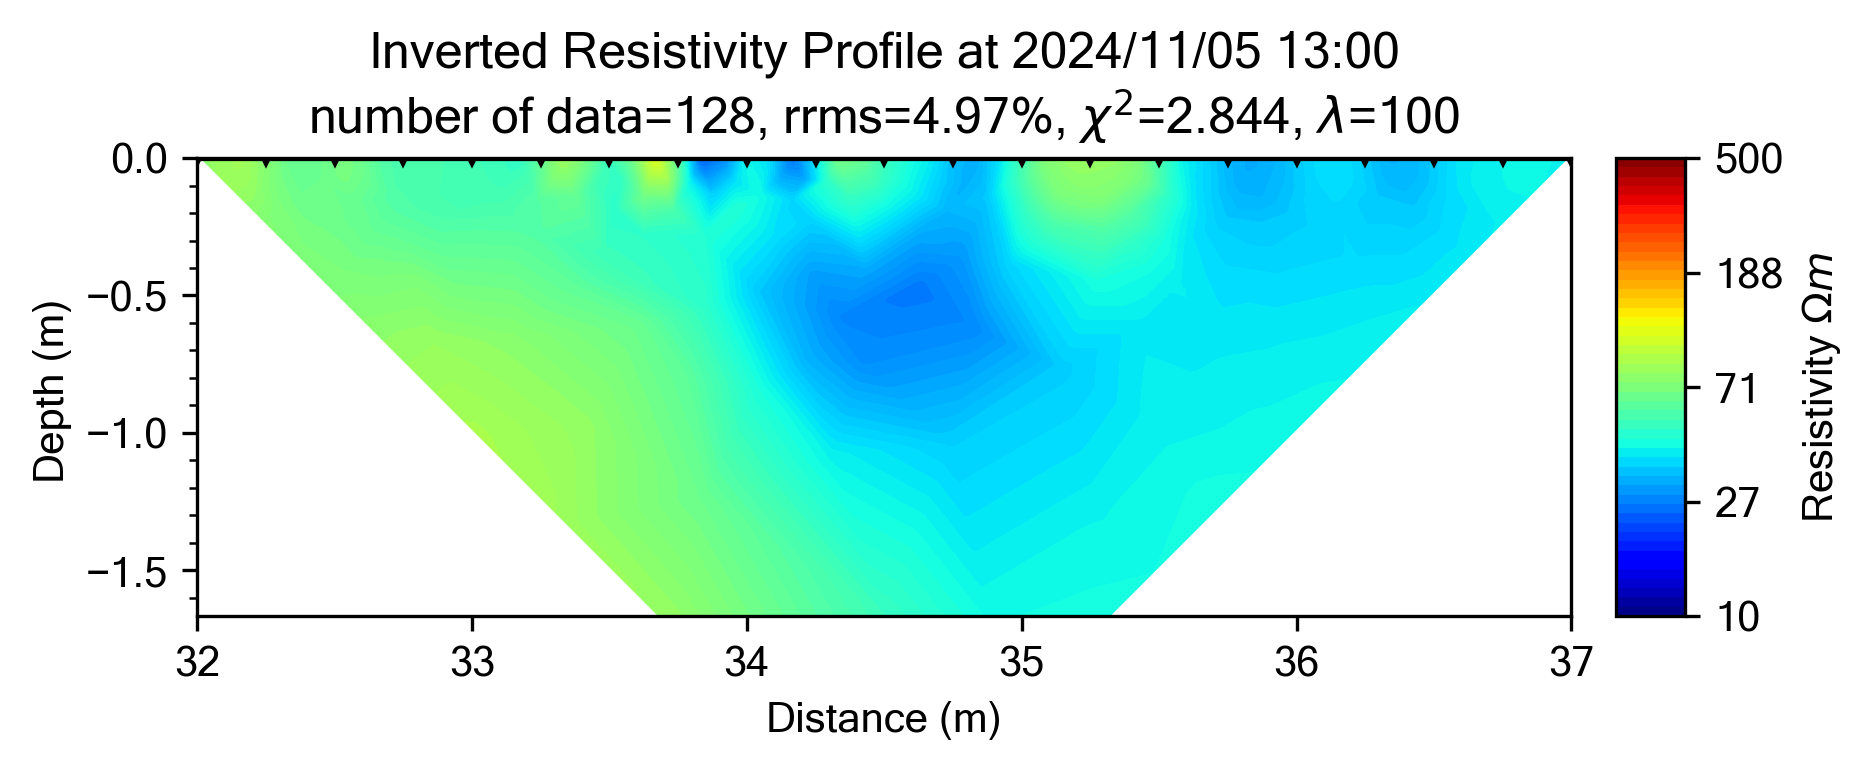 Inverted Resistivity Profile at 2024/11/05 13:00
number of data=128, rrms=4.97%, χ²=2.844, λ=100
0.0
−0.5
−1.0
−1.5
Depth (m)
32 33 34 35 36 37
Distance (m)
500
188
71
27
10
Resistivity Ωm